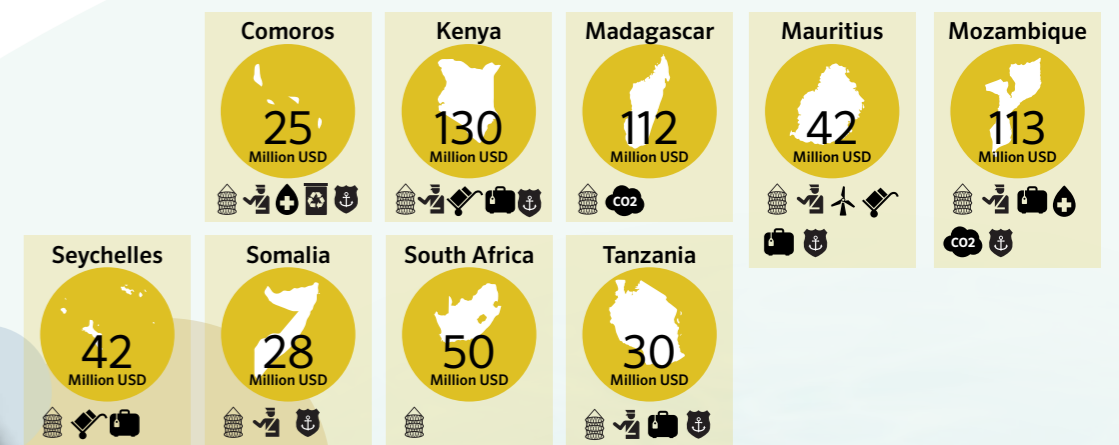 Comoros
25
Million USD
Kenya
130
Million USD
Madagascar
112
Million USD
CO2
Mauritius
42
Million USD
Mozambique
113
Million USD
CO2
Seychelles
42
Million USD
Somalia
28
Million USD
South Africa
50
Million USD
Tanzania
30
Million USD